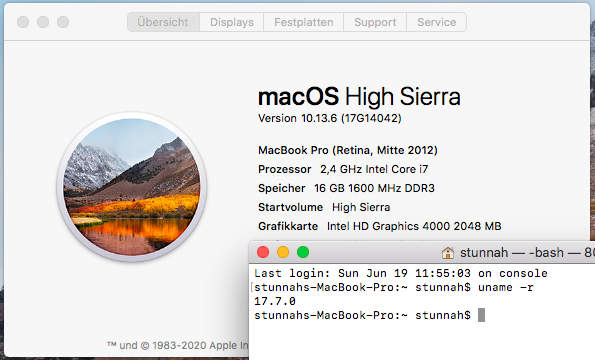 Übersicht Displays Festplatten Support Service
macOS High Sierra
Version 10.13.6 (17G14042)
MacBook Pro (Retina, Mitte 2012)
Prozessor 2,4 GHz Intel Core i7
Speicher 16 GB 1600 MHz DDR3
Startvolume High Sierra
Grafikkarte Intel HD Graphics 4000 2048 MB
stunnah — -bash — 80
Last login: Sun Jun 19 11:55:03 on console
[stunnahs-MacBook-Pro:~ stunnah$ uname -r
17.7.0
stunnahs-MacBook-Pro:~ stunnah$
™ und © 1983-2020 Apple In